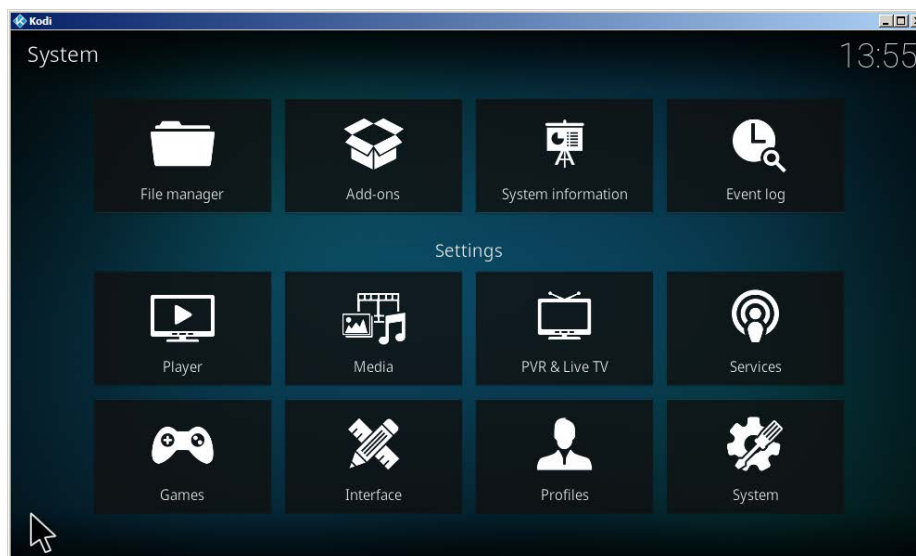 Kodi
System 13:55
File manager Add-ons System information Event log
Settings
Player Media PVR & Live TV Services
Games Interface Profiles System